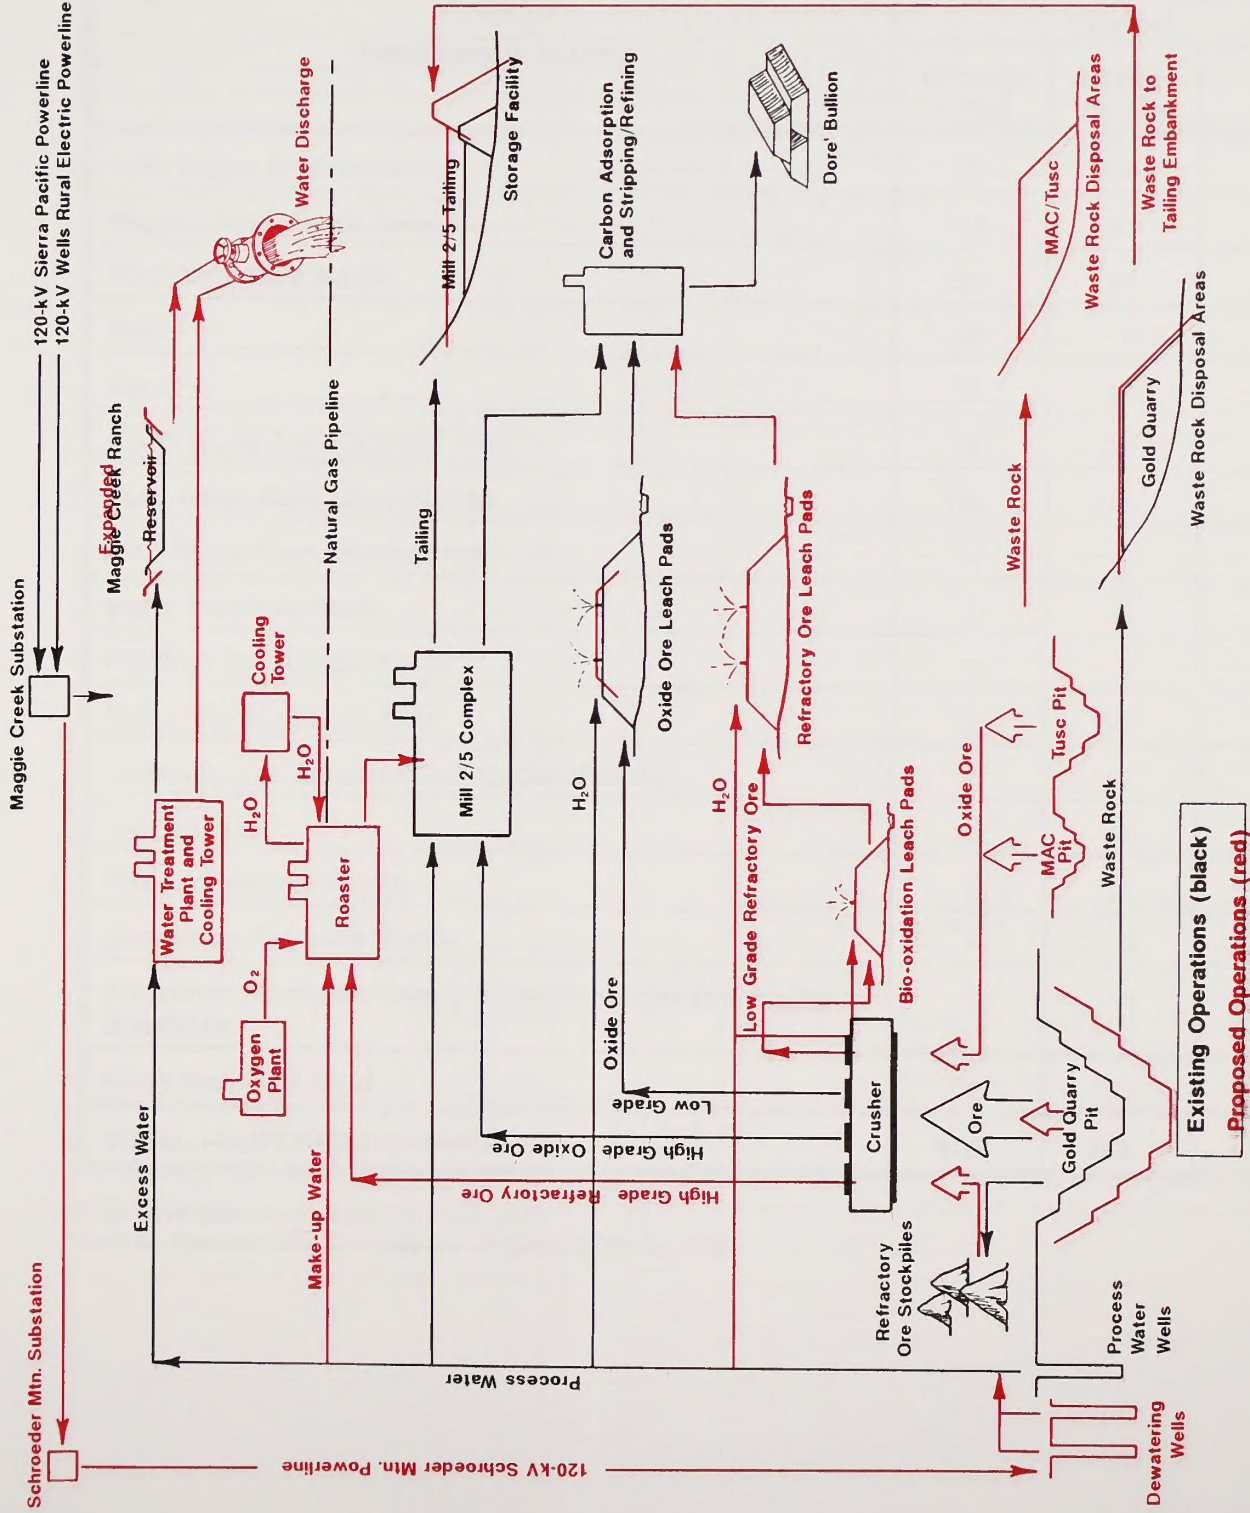 120-kV Sierra Pacific Powerline
120-kV Wells Rural Electric Powerline
Maggie Creek Substation
Schroeder Mtn. Substation
120-kV Schroeder Mtn. Powerline
Expanded
Maggie Creek Ranch
Reservoir
Water Discharge
Water Treatment
Plant and
Cooling Tower
Excess Water
Cooling
Tower
H₂O
H₂O
Natural Gas Pipeline
Roaster
O₂
Oxygen
Plant
Make-up Water
Mill 2/5 Complex
Tailing
Mill 2/5 Tailing
Storage Facility
Carbon Adsorption
and Stripping/Refining
Dore' Bullion
H₂O
Oxide Ore Leach Pads
Oxide Ore
Low Grade
High Grade Oxide Ore
High Grade Refractory Ore
Process Water
H₂O
Refractory Ore Leach Pads
Low Grade Refractory Ore
Bio-oxidation Leach Pads
Crusher
Refractory
Ore Stockpiles
Ore
Gold Quarry
Pit
Oxide Ore
MAC
Pit
Tusc Pit
Waste Rock
MAC/Tusc
Waste Rock Disposal Areas
Waste Rock to
Tailing Embankment
Waste Rock
Gold Quarry
Waste Rock Disposal Areas
Process
Water
Wells
Dewatering
Wells
Existing Operations (black)
Proposed Operations (red)